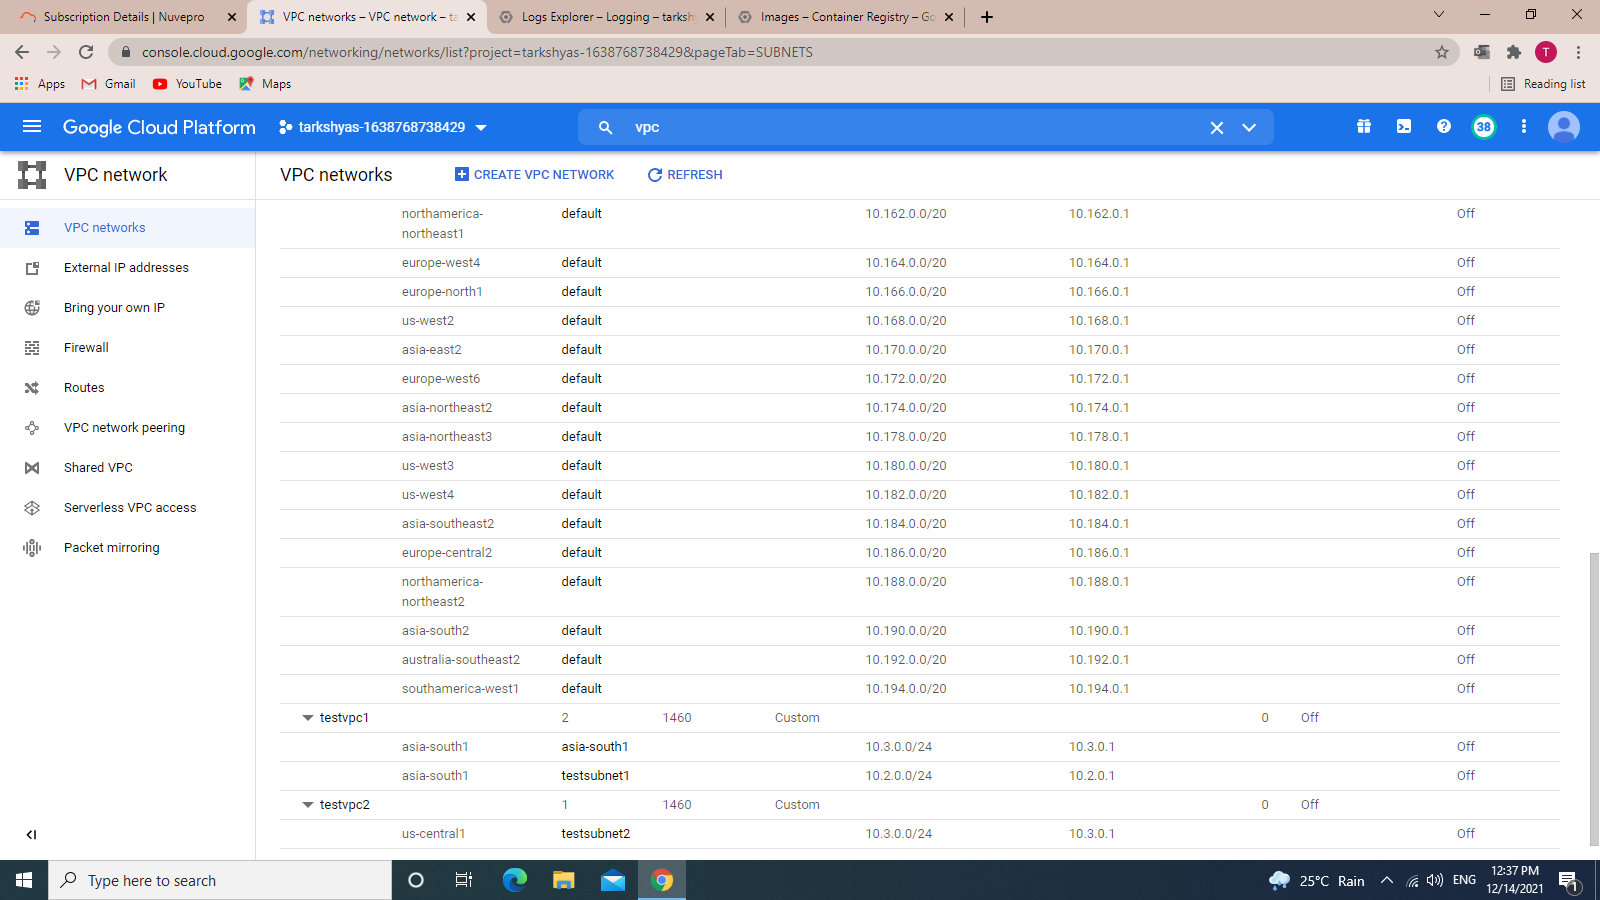 Subscription Details | Nuvepro
VPC networks – VPC network – ta
Logs Explorer – Logging – tarksh
Images – Container Registry – Go
console.cloud.google.com/networking/networks/list?project=tarkshyas-1638768738429&pageTab=SUBNETS
T
Apps
Gmail
YouTube
Maps
Reading list
Google Cloud Platform
tarkshyas-1638768738429
vpc
38
VPC network
VPC networks
CREATE VPC NETWORK
REFRESH
VPC networks
External IP addresses
Bring your own IP
Firewall
Routes
VPC network peering
Shared VPC
Serverless VPC access
Packet mirroring
northamerica-
northeast1 default 10.162.0.0/20 10.162.0.1 Off
europe-west4 default 10.164.0.0/20 10.164.0.1 Off
europe-north1 default 10.166.0.0/20 10.166.0.1 Off
us-west2 default 10.168.0.0/20 10.168.0.1 Off
asia-east2 default 10.170.0.0/20 10.170.0.1 Off
europe-west6 default 10.172.0.0/20 10.172.0.1 Off
asia-northeast2 default 10.174.0.0/20 10.174.0.1 Off
asia-northeast3 default 10.178.0.0/20 10.178.0.1 Off
us-west3 default 10.180.0.0/20 10.180.0.1 Off
us-west4 default 10.182.0.0/20 10.182.0.1 Off
asia-southeast2 default 10.184.0.0/20 10.184.0.1 Off
europe-central2 default 10.186.0.0/20 10.186.0.1 Off
northamerica-
northeast2 default 10.188.0.0/20 10.188.0.1 Off
asia-south2 default 10.190.0.0/20 10.190.0.1 Off
australia-southeast2 default 10.192.0.0/20 10.192.0.1 Off
southamerica-west1 default 10.194.0.0/20 10.194.0.1 Off
testvpc1 2 1460 Custom 0 Off
asia-south1 asia-south1 10.3.0.0/24 10.3.0.1 Off
asia-south1 testsubnet1 10.2.0.0/24 10.2.0.1 Off
testvpc2 1 1460 Custom 0 Off
us-central1 testsubnet2 10.3.0.0/24 10.3.0.1 Off
Type here to search
25°C Rain
ENG
12:37 PM
12/14/2021
1